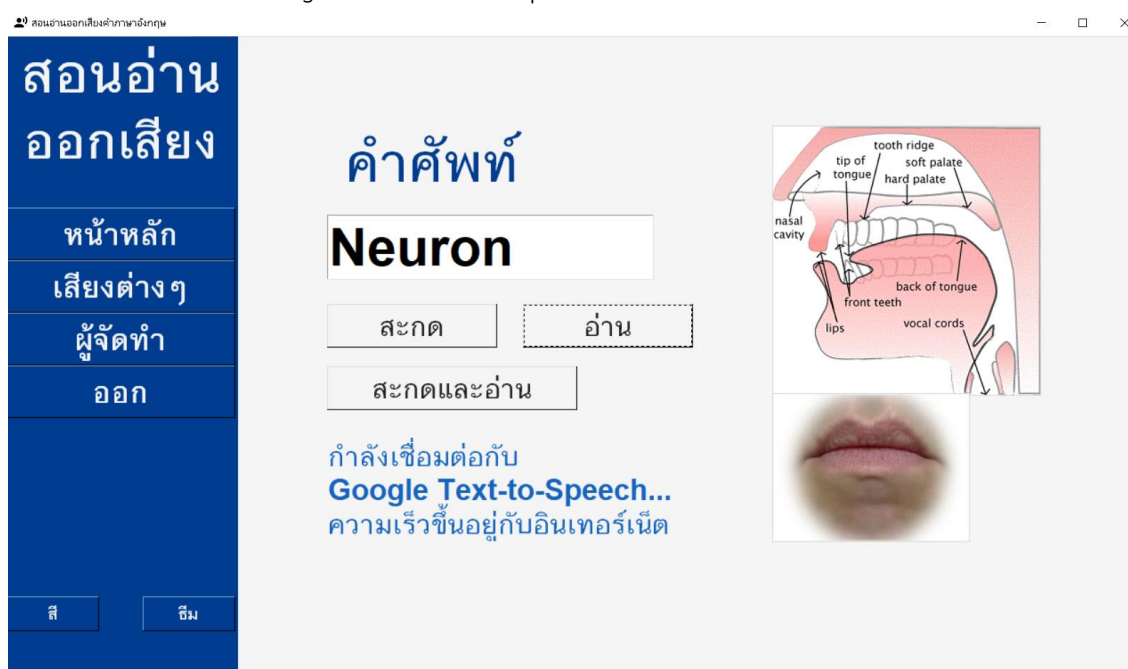 สอนอ่านออกเสียงคำภาษาอังกฤษ
สอนอ่าน
ออกเสียง
หน้าหลัก
เสียงต่าง ๆ
ผู้จัดทำ
ออก
สี
ธีม
คำศัพท์
Neuron
สะกด
อ่าน
สะกดและอ่าน
กำลังเชื่อมต่อกับ
Google Text-to-Speech...
ความเร็วขึ้นอยู่กับอินเทอร์เน็ต
tooth ridge
tip of
tongue
soft palate
hard palate
nasal
cavity
back of tongue
front teeth
lips
vocal cords